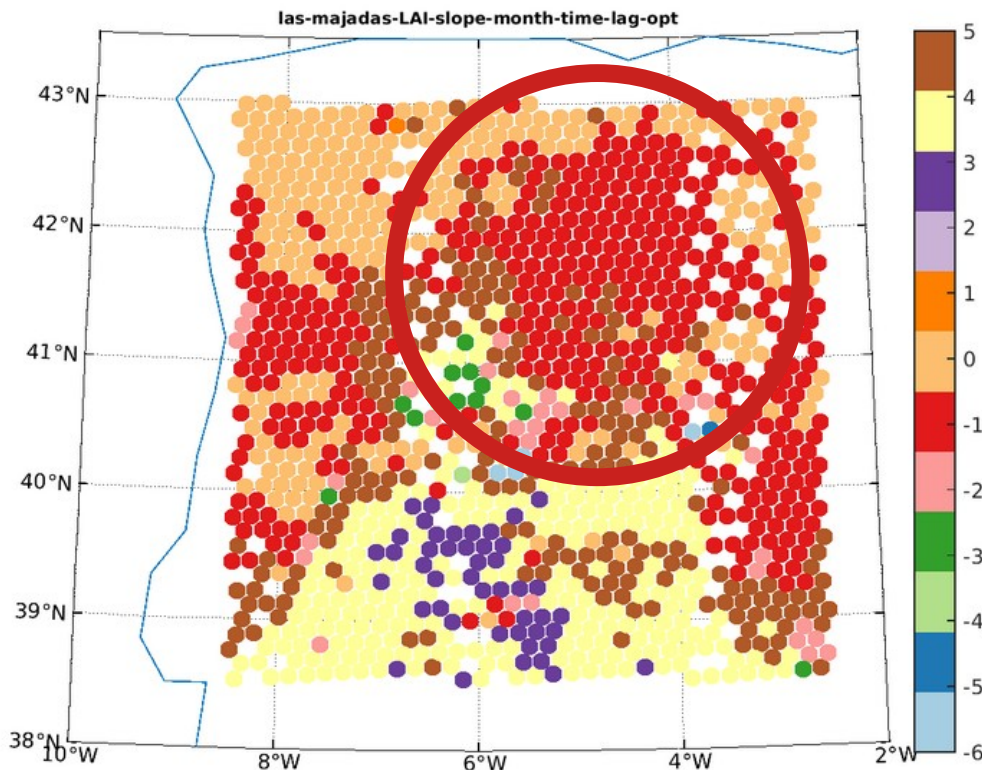 las-majadas-LAI-slope-month-time-lag-opt
43°N
42°N
41°N
40°N
39°N
38°N
10°W
8°W
6°W
4°W
2°W
5
4
3
2
1
0
-1
-2
-3
-4
-5
-6